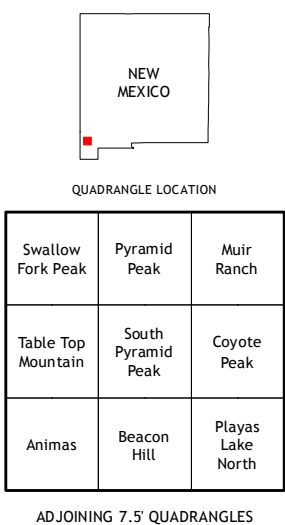 NEW
MEXICO
QUADRANGLE LOCATION
Swallow
Fork Peak
Pyramid
Peak
Muir
Ranch
Table Top
Mountain
South
Pyramid
Peak
Coyote
Peak
Animas
Beacon
Hill
Playas
Lake
North
ADJOINING 7.5' QUADRANGLES